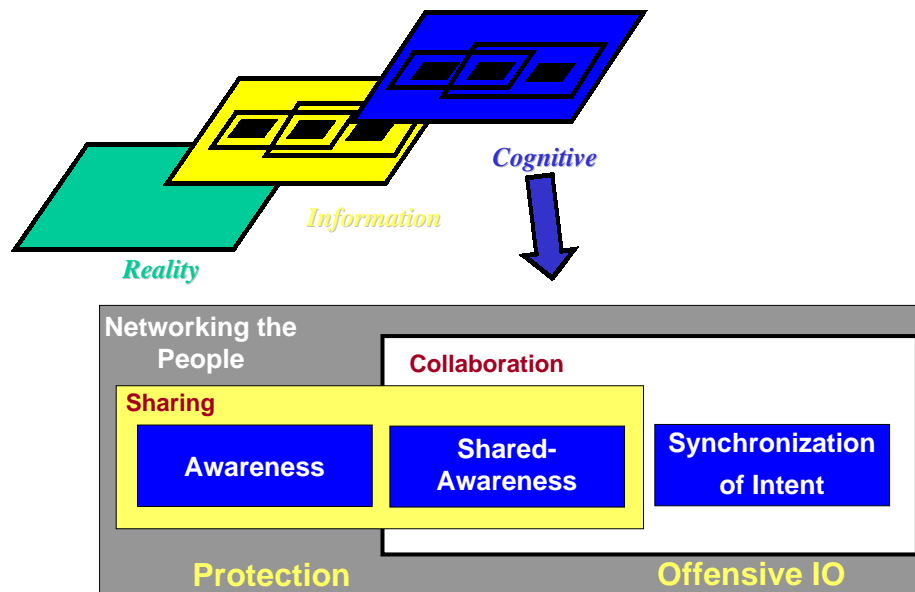 Cognitive
Information
Reality
Networking the
People
Collaboration
Sharing
Awareness
Shared-
Awareness
Synchronization
of Intent
Protection
Offensive IO